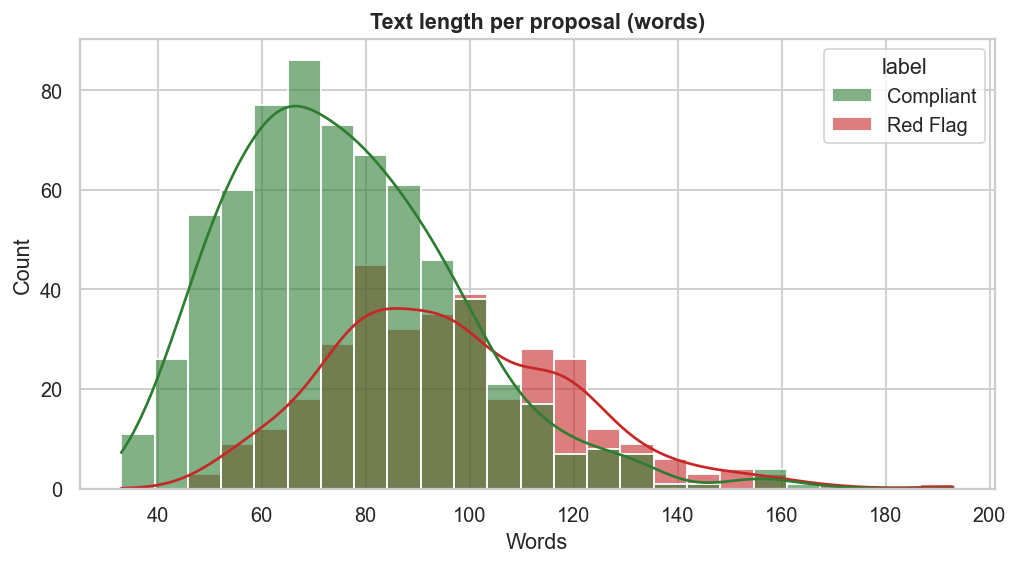 Text length per proposal (words)
label
Compliant
Red Flag
80
60
40
20
0
Count
40 60 80 100 120 140 160 180 200
Words